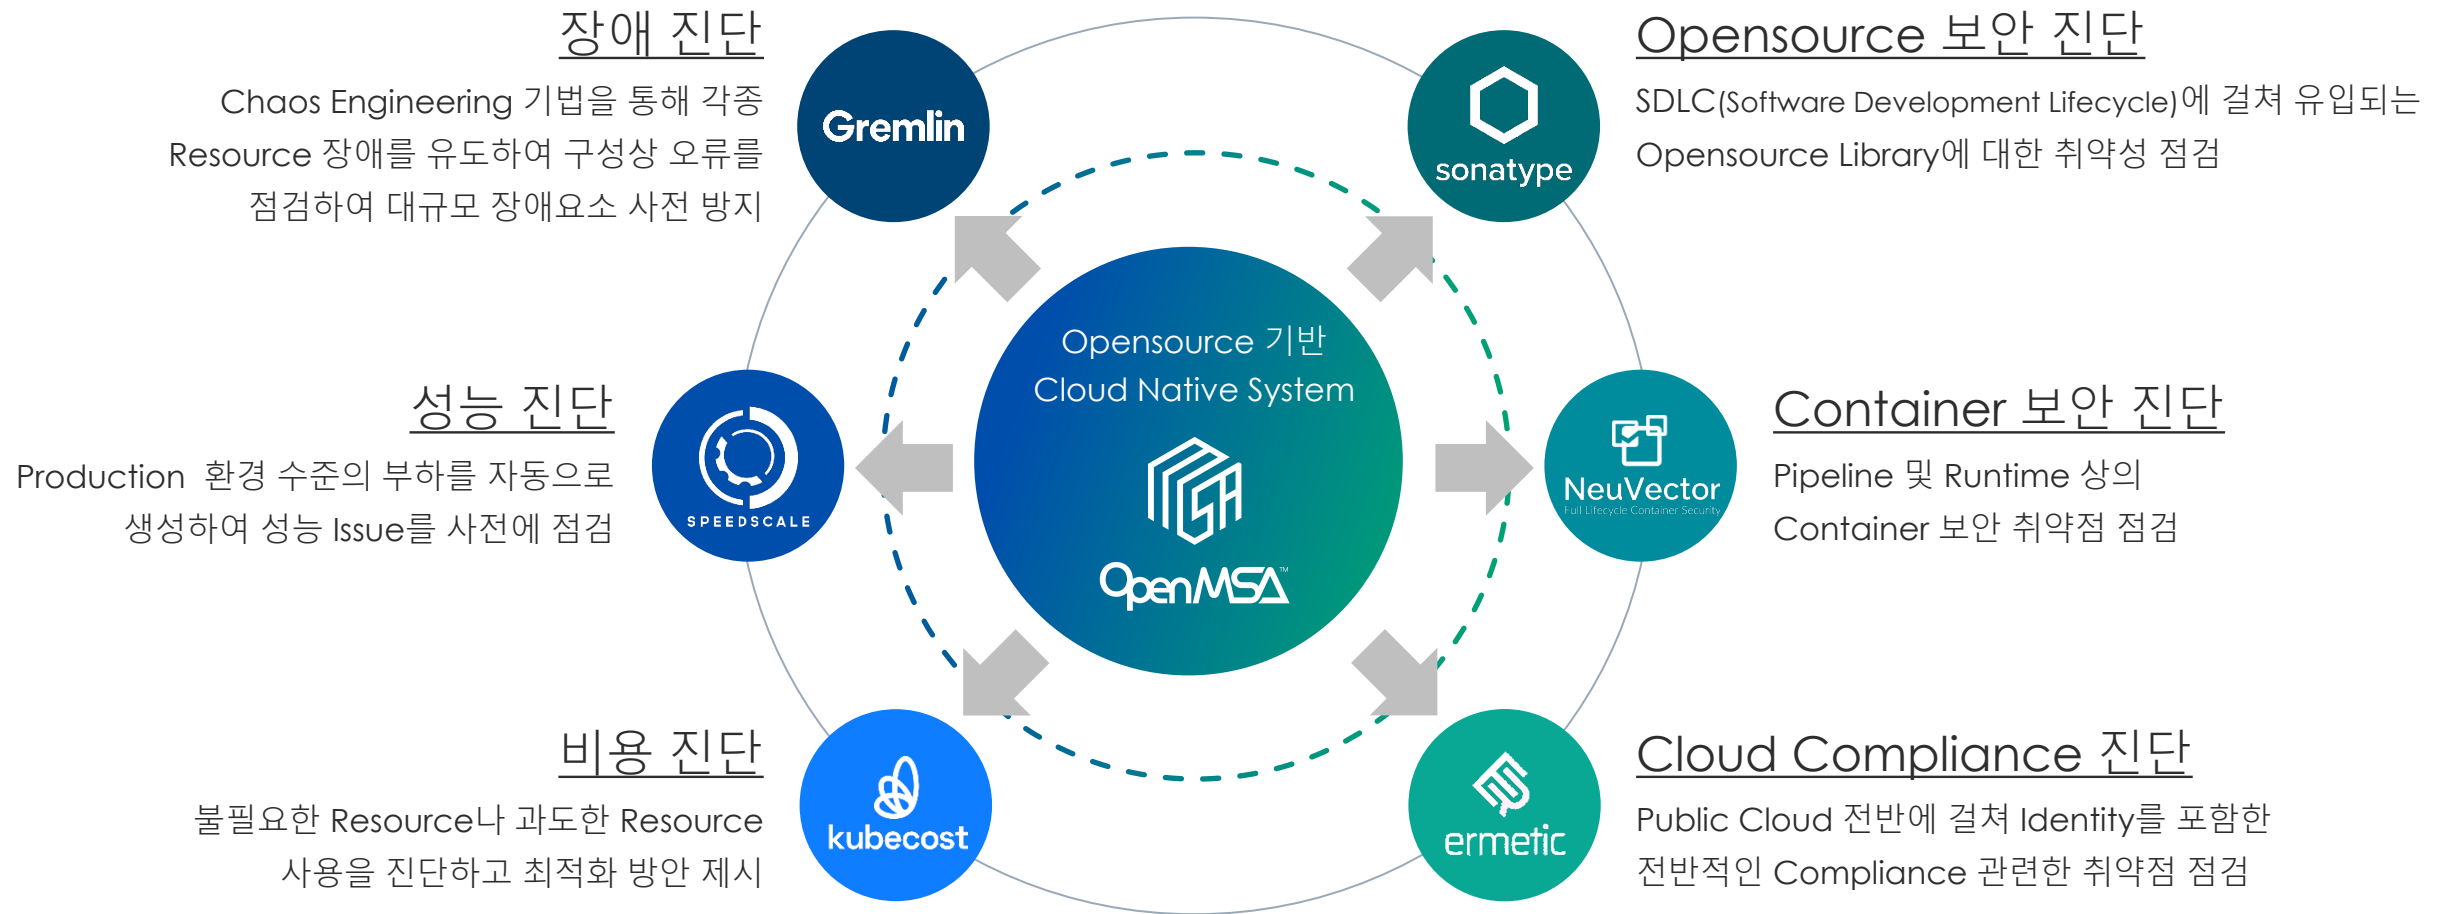 장애 진단
Chaos Engineering 기법을 통해 각종
Resource 장애를 유도하여 구성상 오류를
점검하여 대규모 장애요소 사전 방지
Gremlin
sonatype
Opensource 보안 진단
SDLC(Software Development Lifecycle)에 걸쳐 유입되는
Opensource Library에 대한 취약성 점검
성능 진단
Production 환경 수준의 부하를 자동으로
생성하여 성능 Issue를 사전에 점검
SPEEDSCALE
Opensource 기반
Cloud Native System
OpenMSA™
NeuVector
Full Lifecycle Container Security
Container 보안 진단
Pipeline 및 Runtime 상의
Container 보안 취약점 점검
비용 진단
불필요한 Resource나 과도한 Resource
사용을 진단하고 최적화 방안 제시
kubecost
ermetic
Cloud Compliance 진단
Public Cloud 전반에 걸쳐 Identity를 포함한
전반적인 Compliance 관련한 취약점 점검